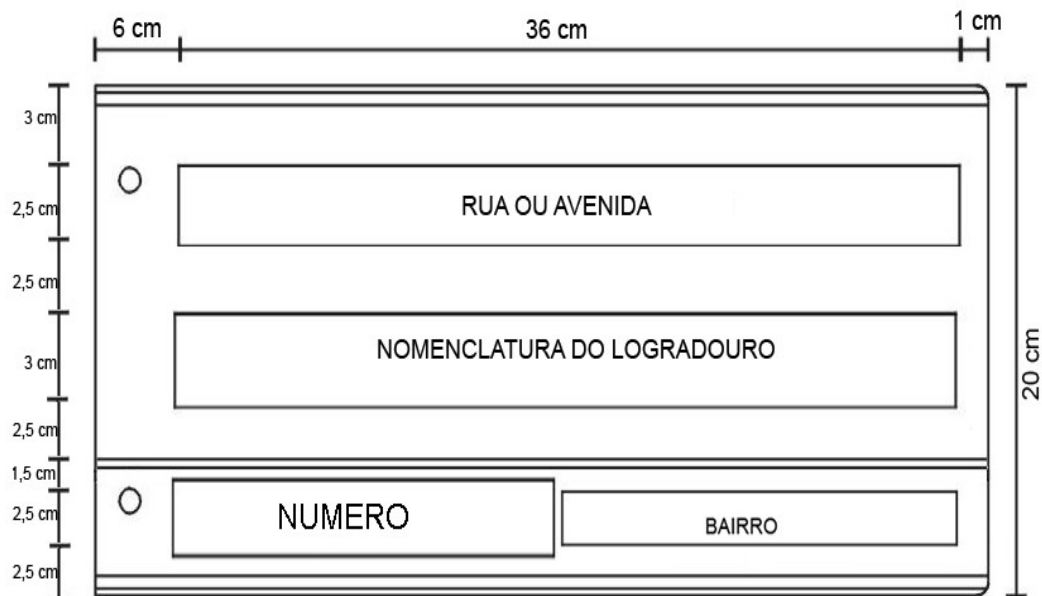 6 cm 36 cm 1 cm
3 cm
2,5 cm
RUA OU AVENIDA
2,5 cm
3 cm
NOMENCLATURA DO LOGRADOURO
20 cm
2,5 cm
1,5 cm
2,5 cm
NUMERO
BAIRRO
2,5 cm